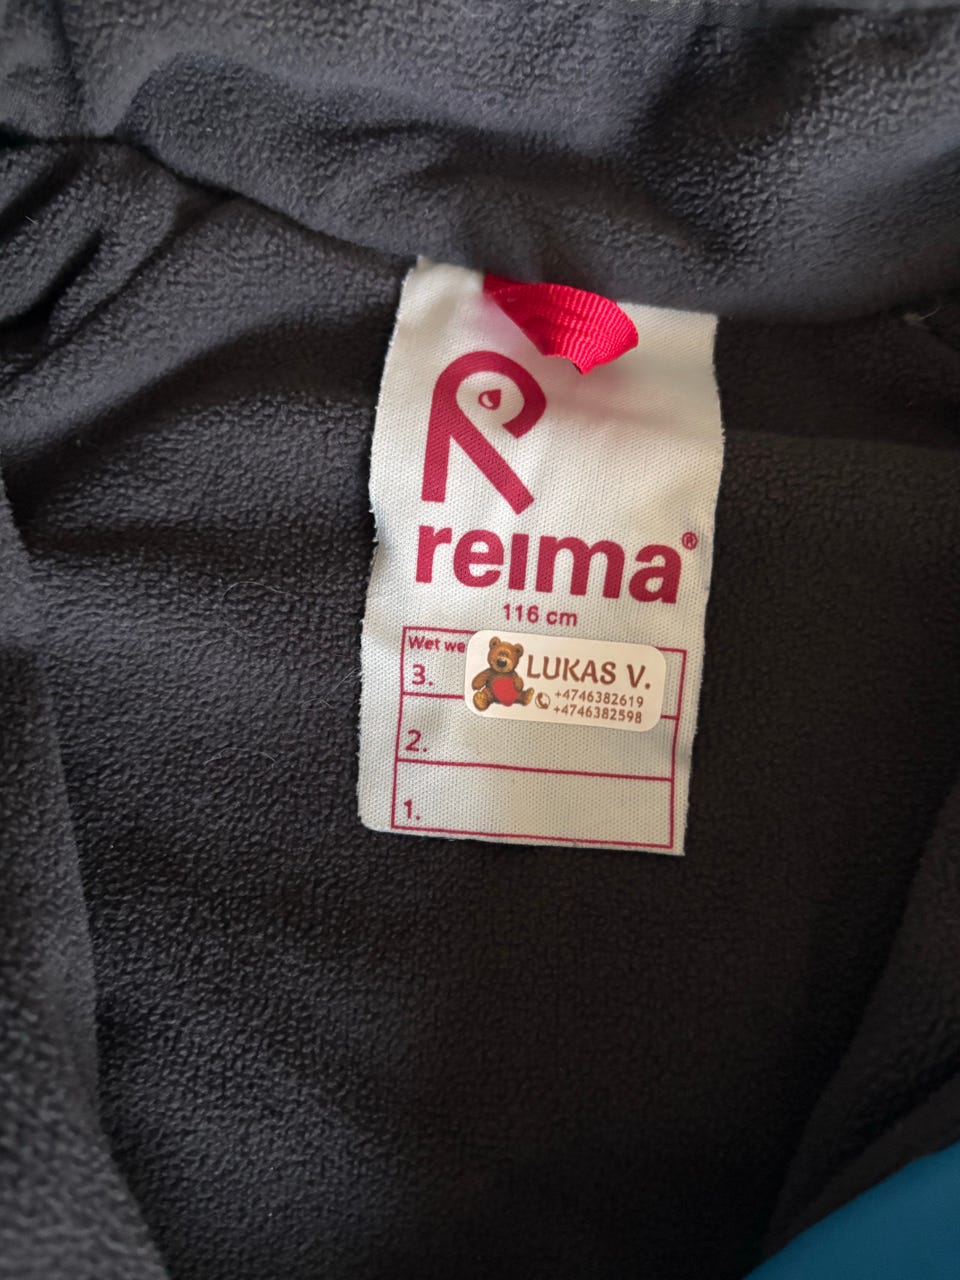 reima®
116 cm
Wet we
3.
LUKAS V.
+4746382619
+4746382598
2.
1.